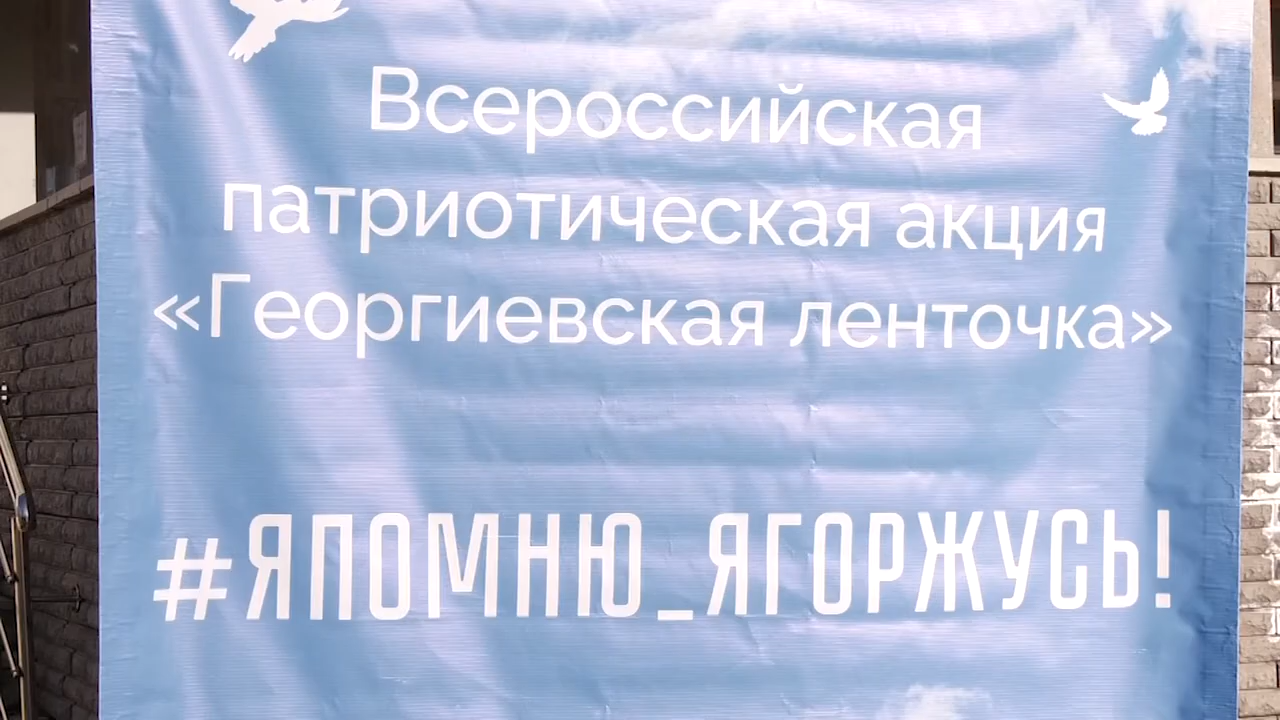 Всероссийская
патриотическая акция
«Георгиевская ленточка»
#ЯПОМНЮ_ЯГОРЖУСЬ!